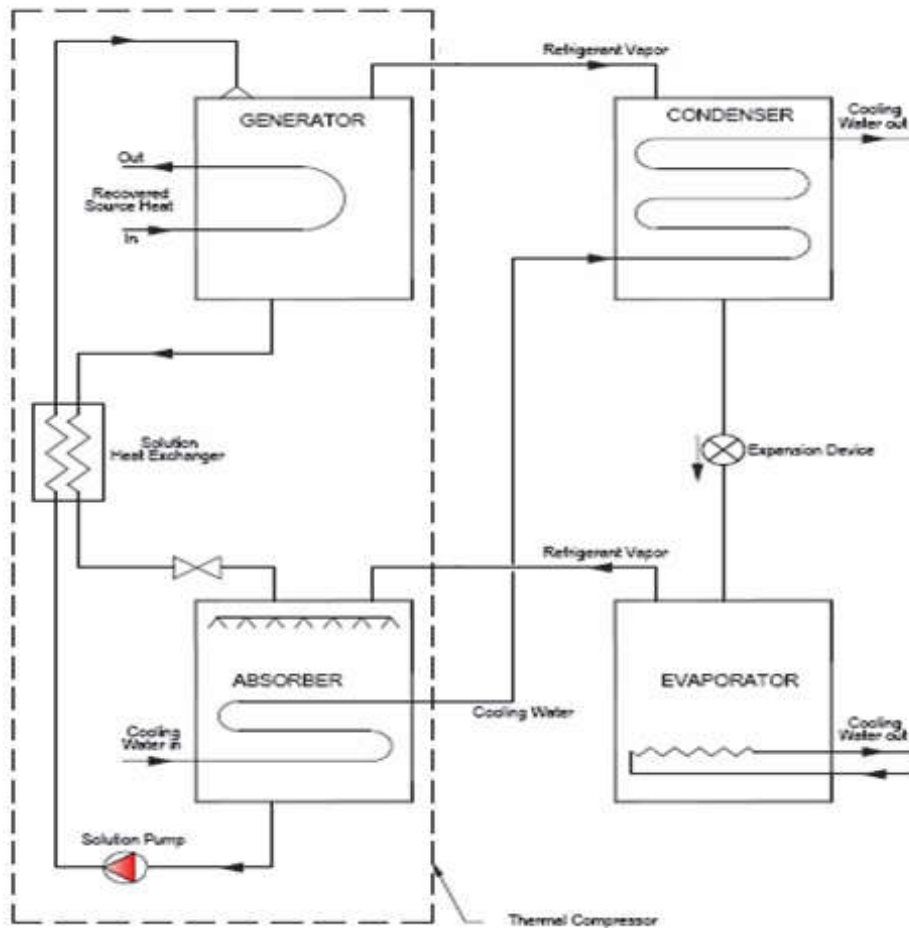 Refrigerant Vapor
GENERATOR
CONDENSER
Cooling
Water out
Out
Recovered
Source Heat
In
Solution
Heat Exchanger
Expansion Device
Refrigerant Vapor
ABSORBER
EVAPORATOR
Cooling Water
Cooling
Water in
Cooling
Water out
Solution Pump
Thermal Compressor